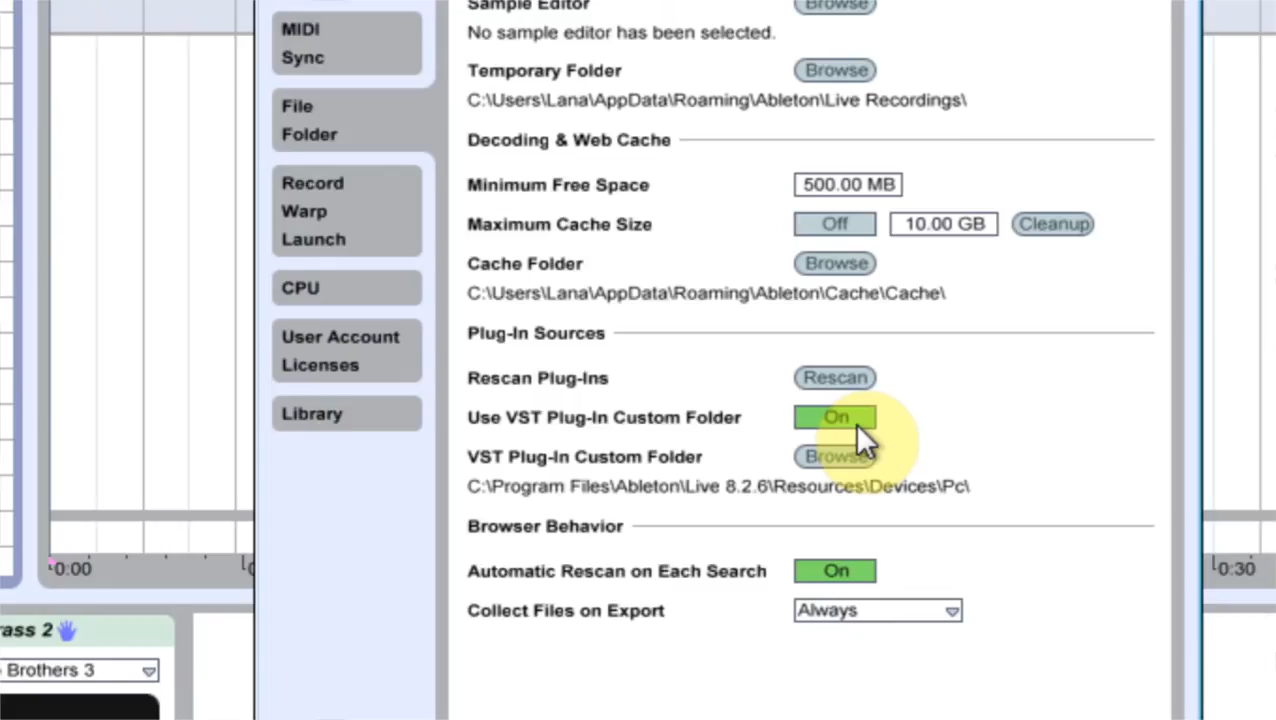 Sample Editor Browse
No sample editor has been selected.
MIDI
Sync
Temporary Folder Browse
C:\Users\Lana\AppData\Roaming\Ableton\Live Recordings\
File
Folder
Decoding & Web Cache
Record
Warp
Launch
Minimum Free Space 500.00 MB
Maximum Cache Size Off 10.00 GB Cleanup
Cache Folder Browse
C:\Users\Lana\AppData\Roaming\Ableton\Cache\Cache\
CPU
Plug-In Sources
User Account
Licenses
Rescan Plug-Ins Rescan
Library
Use VST Plug-In Custom Folder On
VST Plug-In Custom Folder Browse
C:\Program Files\Ableton\Live 8.2.6\Resources\Devices\Pc\
Browser Behavior
Automatic Rescan on Each Search On
Collect Files on Export Always
0:00
0:30
rass 2
Brothers 3